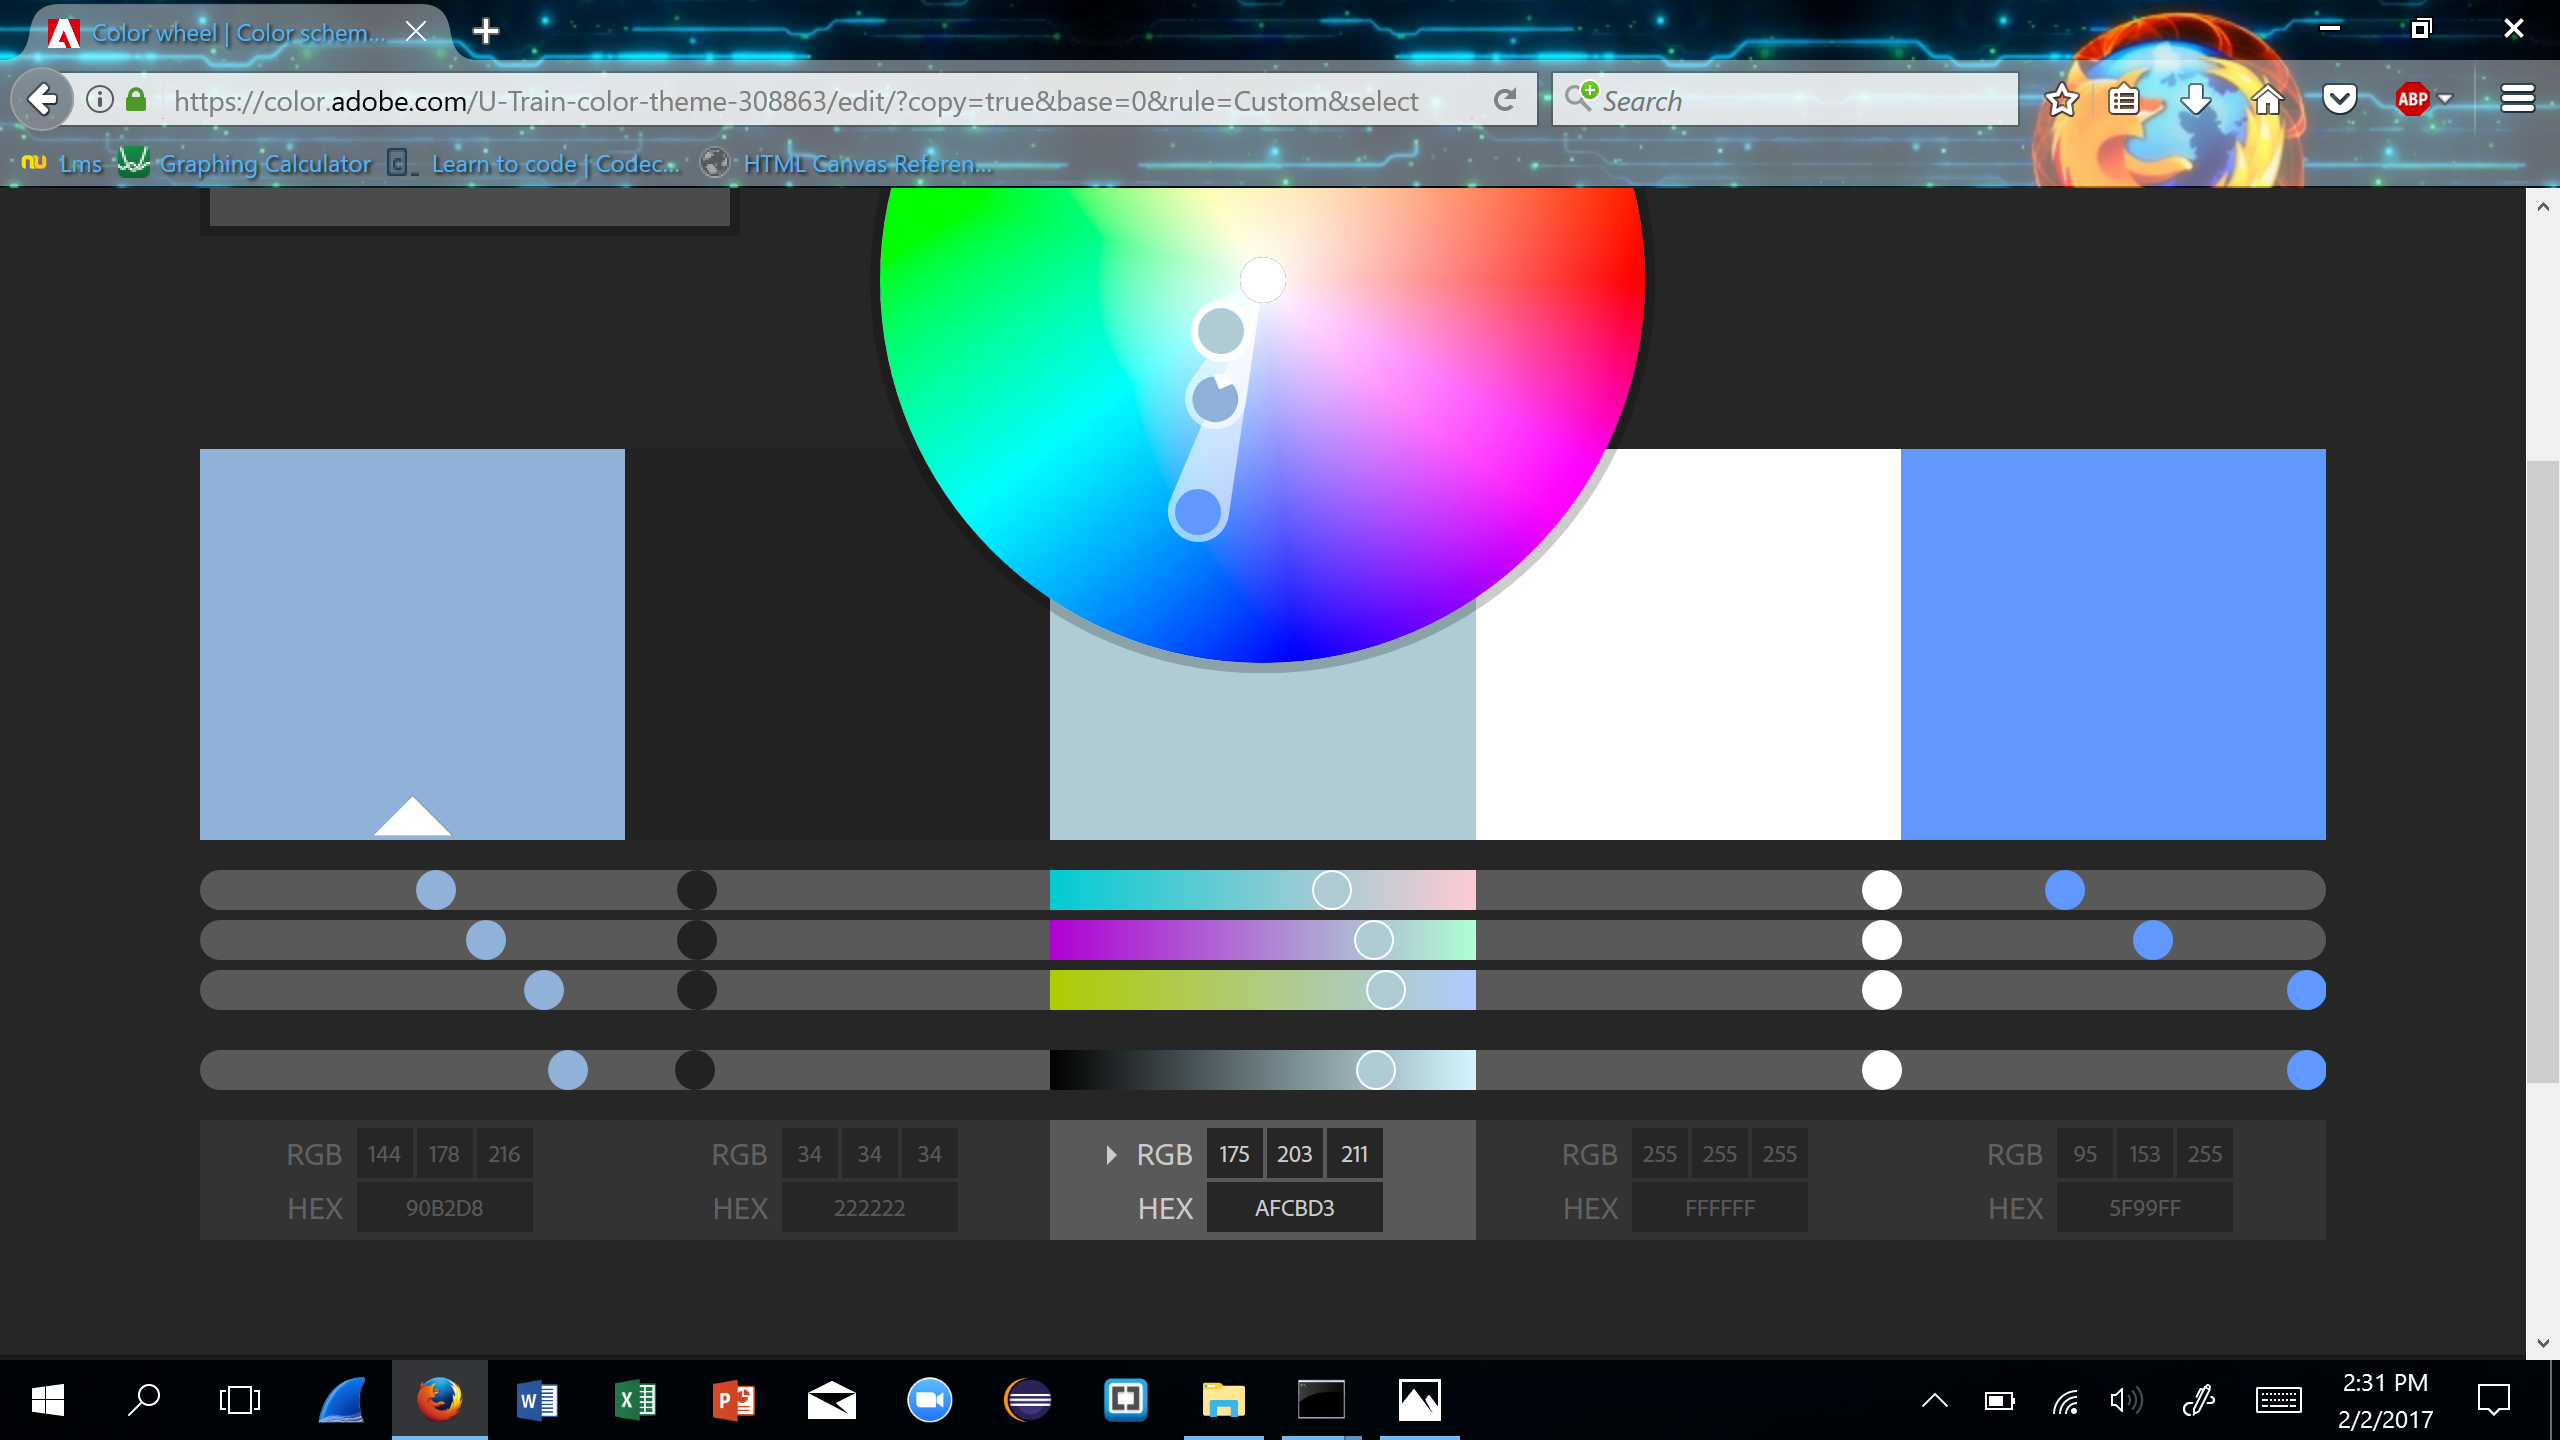 Color wheel | Color schem...
https://color.adobe.com/U-Train-color-theme-308863/edit/?copy=true&base=0&rule=Custom&select
Search
ABP
Lms
Graphing Calculator
Learn to code | Codec...
HTML Canvas Referen...
RGB 144 178 216
HEX 90B2D8
RGB 34 34 34
HEX 222222
RGB 175 203 211
HEX AFCBD3
RGB 255 255 255
HEX FFFFFF
RGB 95 153 255
HEX 5F99FF
2:31 PM
2/2/2017